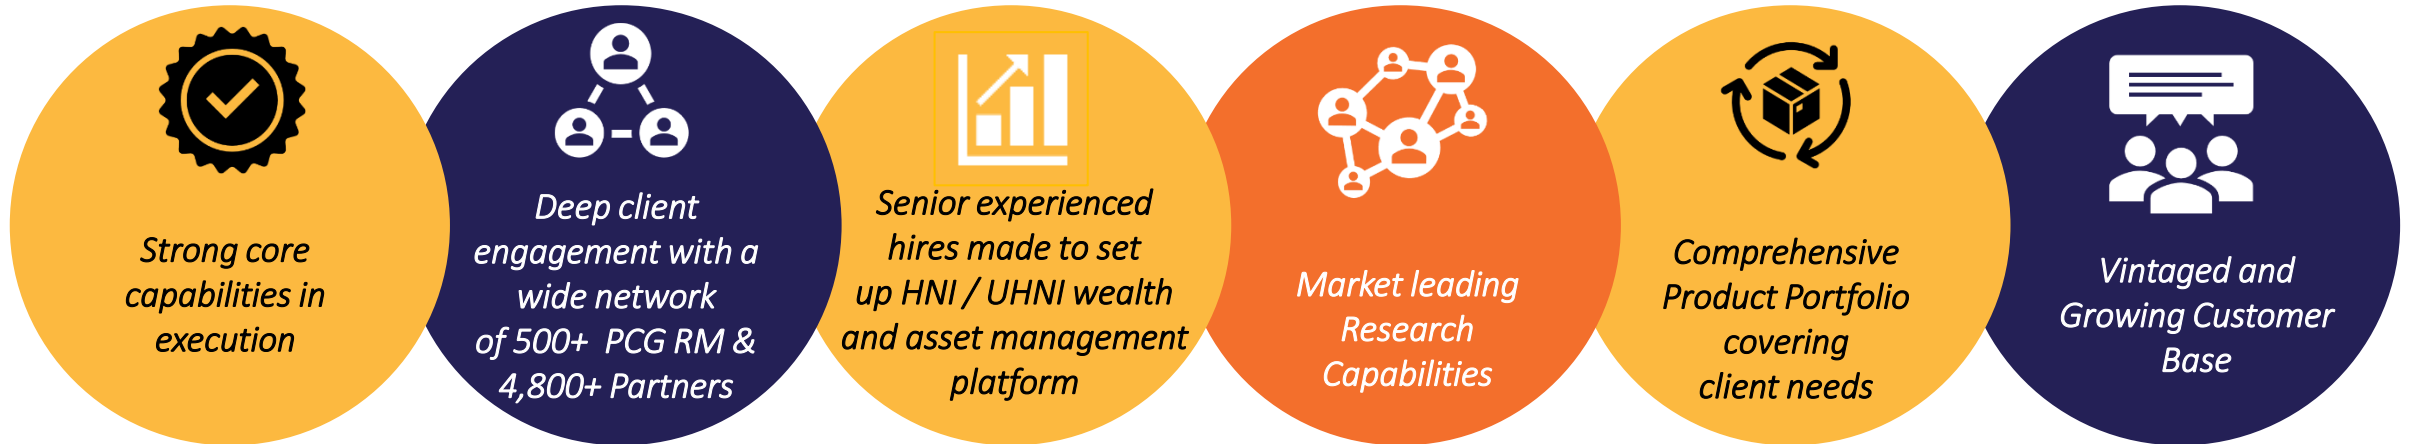 Strong core
capabilities in
execution
Deep client
engagement with a
wide network
of 500+ PCG RM &
4,800+ Partners
Senior experienced
hires made to set
up HNI / UHNI wealth
and asset management
platform
Market leading
Research
Capabilities
Comprehensive
Product Portfolio
covering
client needs
Vintaged and
Growing Customer
Base